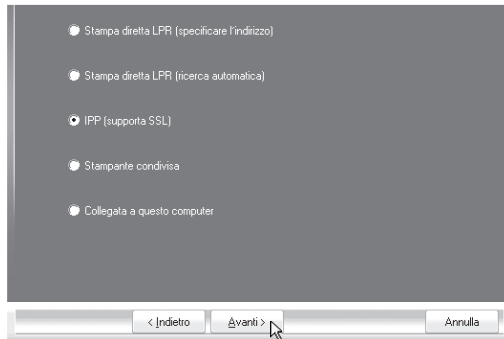 Stampa diretta LPR (specificare l'indirizzo)
Stampa diretta LPR (ricerca automatica)
IPP (supporta SSL)
Stampante condivisa
Collegata a questo computer
< Indietro Avanti > Annulla